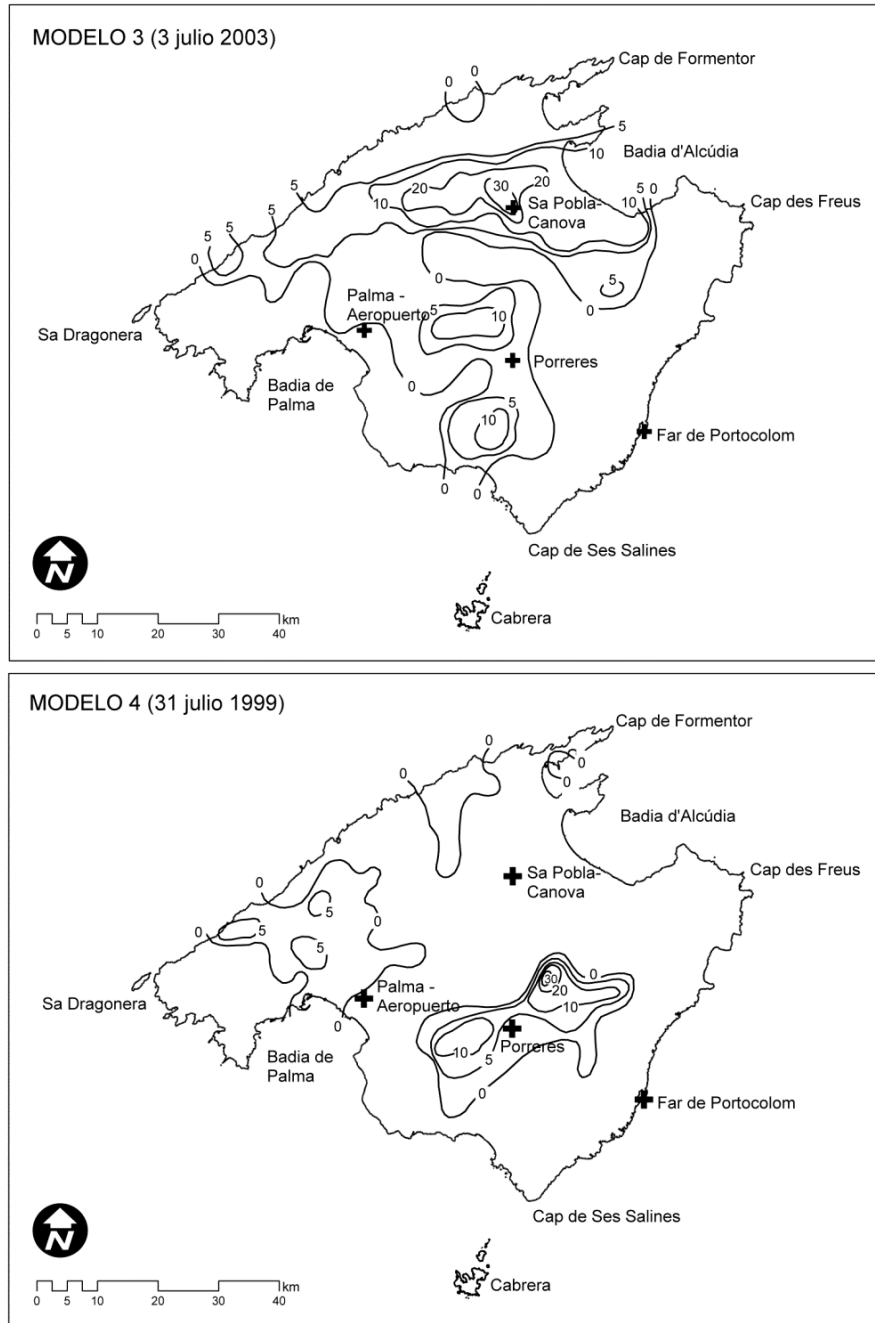 MODELO 3 (3 julio 2003)
Cap de Formentor
0
0
5
Badia d'Alcúdia
10
5
20
30
20
10
Sa Pobla-
Canova
10
5
0
Cap des Freus
5
5
5
0
0
5
0
Palma -
Aeropuerto
5
10
Sa Dragonera
Porreres
Badia de
Palma
0
5
10
Far de Portocolom
0
0
Cap de Ses Salines
N
km
0
5
10
20
30
40
Cabrera
MODELO 4 (31 julio 1999)
Cap de Formentor
0
0
0
0
Badia d'Alcúdia
Sa Pobla-
Canova
Cap des Freus
0
5
0
0
5
5
Sa Dragonera
Palma -
Aeropuerto
30
0
20
10
0
Porreres
10
5
Badia de
Palma
0
Far de Portocolom
Cap de Ses Salines
N
km
0
5
10
20
30
40
Cabrera